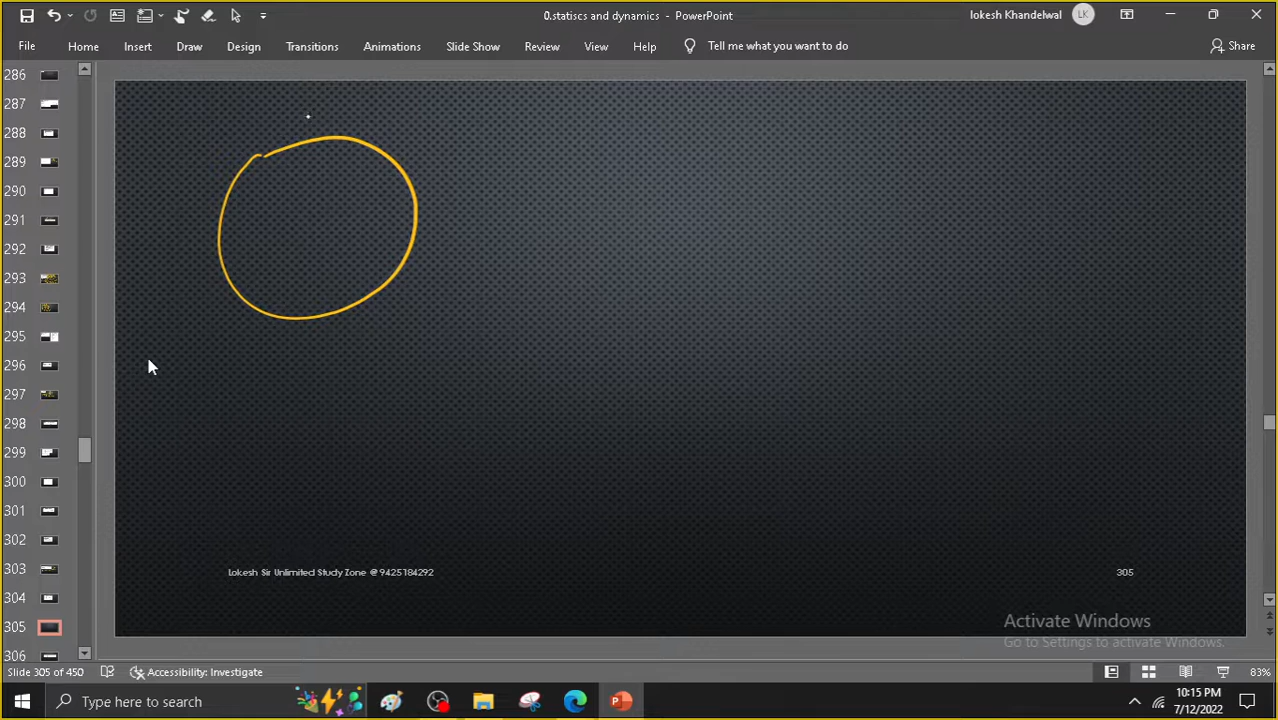 0.statiscs and dynamics - PowerPoint
lokesh Khandelwal
LK
File Home Insert Draw Design Transitions Animations Slide Show Review View Help Tell me what you want to do Share
286
287
288
289
290
291
292
293
294
295
296
297
298
299
300
301
302
303
304
305
306
Lokesh Sir Unlimited Study Zone @9425184292
305
Activate Windows
Go to Settings to activate Windows.
Slide 305 of 450
Accessibility: Investigate
83%
Type here to search
10:15 PM
7/12/2022